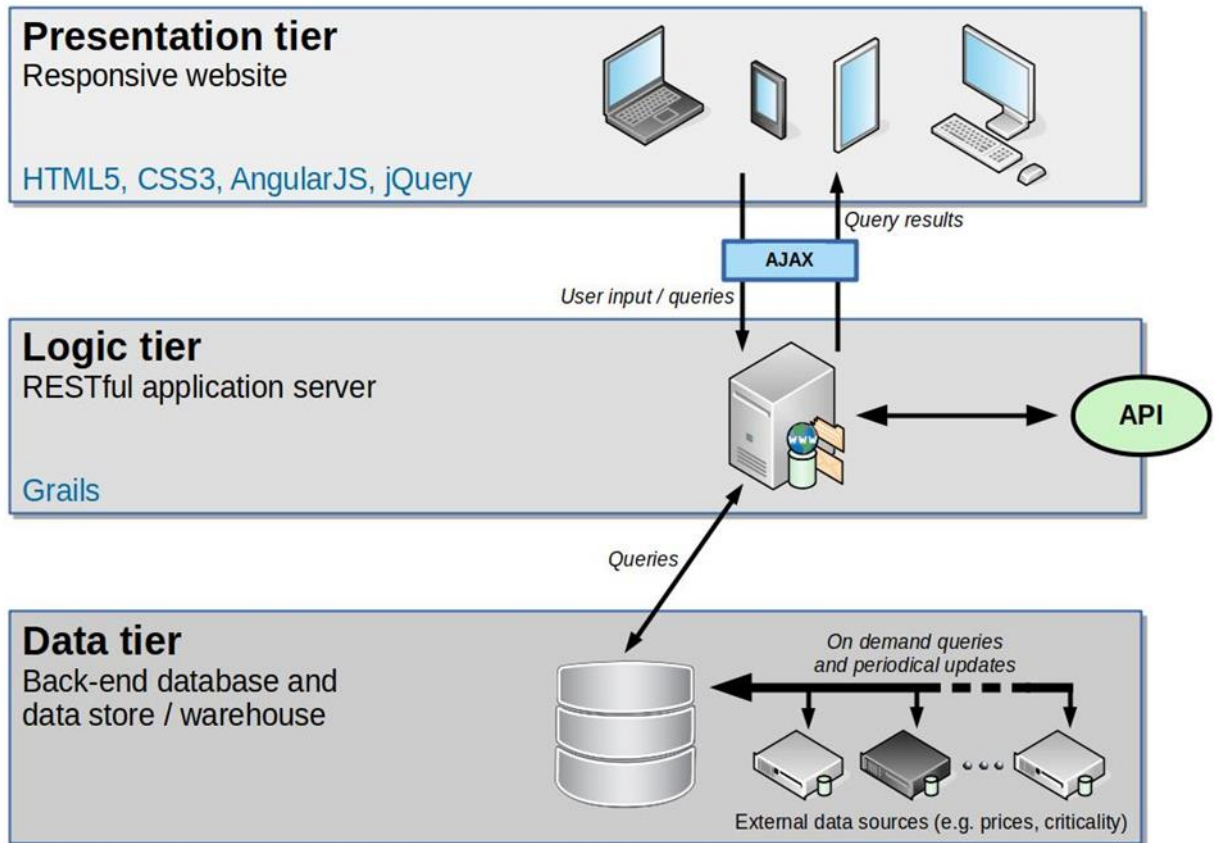 Presentation tier
Responsive website
HTML5, CSS3, AngularJS, jQuery
Query results
AJAX
User input / queries
Logic tier
RESTful application server
API
Grails
Queries
Data tier
Back-end database and
data store / warehouse
On demand queries
and periodical updates
External data sources (e.g. prices, criticality)